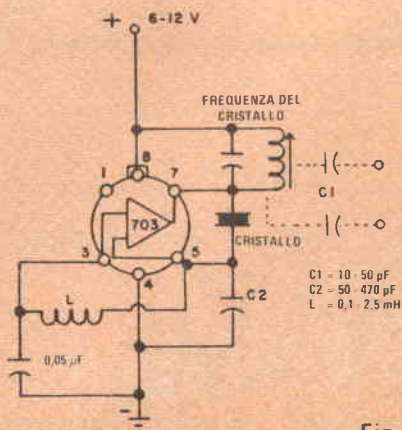 + 6-12 V
FREQUENZA DEL
CRISTALLO
1
8
7
C1
703
CRISTALLO
3
5
4
L
C2
C1 = 10-50 pF
C2 = 50-470 pF
L = 0,1-2,5 mH
0,05 µF
-
Fig